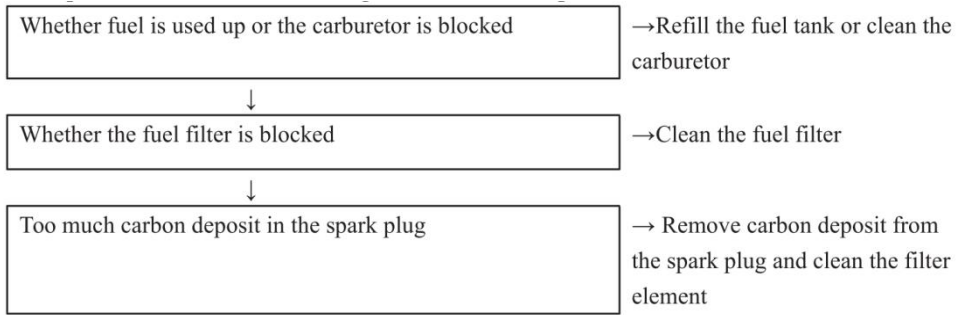 Whether fuel is used up or the carburetor is blocked
→Refill the fuel tank or clean the
carburetor
↓
Whether the fuel filter is blocked
→Clean the fuel filter
↓
Too much carbon deposit in the spark plug
→ Remove carbon deposit from
the spark plug and clean the filter
element